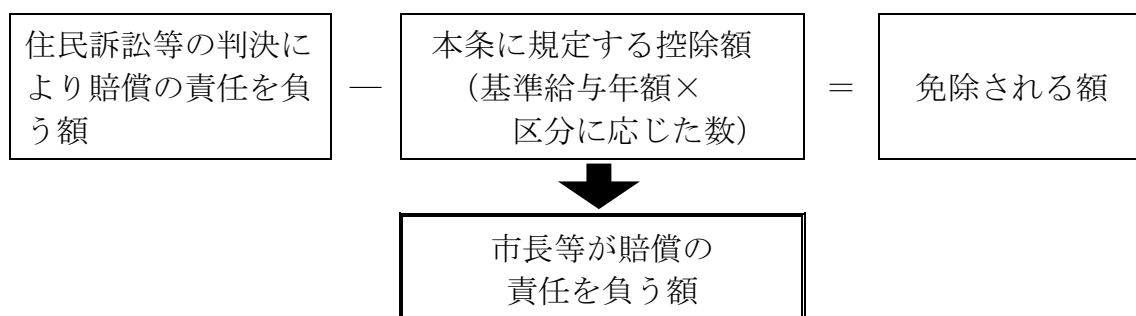 住民訴訟等の判決に
より賠償の責任を負
う額
―
本条に規定する控除額
（基準給与年額×
区分に応じた数）
＝
免除される額
市長等が賠償の
責任を負う額